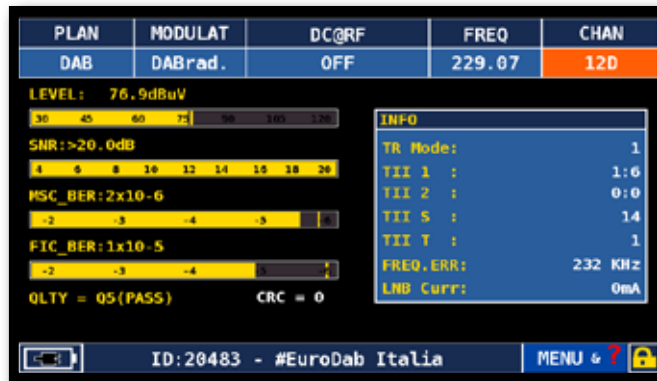 PLAN MODULAT DC@RF FREQ CHAN
DAB DABrad. OFF 229.07 12D
LEVEL: 76.9dBuV
30 45 60 75 90 105 120
SNR:>20.0dB
4 6 8 10 12 14 16 18 20
MSC_BER:2x10-6
-2 -3 -4 -5 -6
FIC_BER:1x10-5
-2 -3 -4 -5 -6
QLTY = Q5(PASS) CRC = 0
INFO
TR Mode: 1
TII 1 : 1:6
TII 2 : 0:0
TII S : 14
TII T : 1
FREQ.ERR: 232 KHz
LNB Curr: 0mA
ID:20483 - #EuroDab Italia MENU & ?